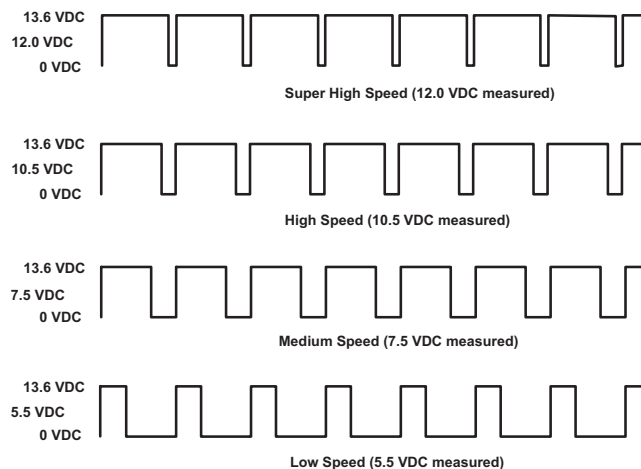 13.6 VDC
12.0 VDC
0 VDC
Super High Speed (12.0 VDC measured)
13.6 VDC
10.5 VDC
0 VDC
High Speed (10.5 VDC measured)
13.6 VDC
7.5 VDC
0 VDC
Medium Speed (7.5 VDC measured)
13.6 VDC
5.5 VDC
0 VDC
Low Speed (5.5 VDC measured)